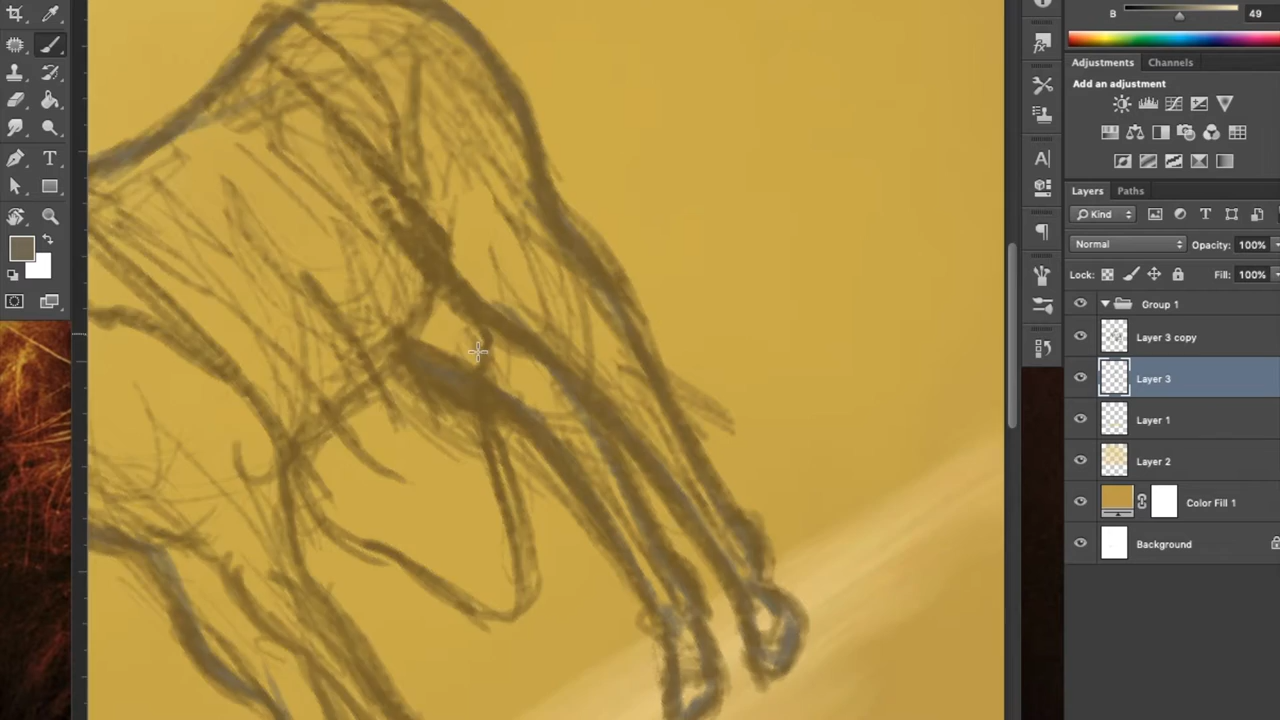 B 49
Adjustments Channels
Add an adjustment
Layers Paths
Kind
Normal Opacity: 100%
Lock: Fill: 100%
Group 1
Layer 3 copy
Layer 3
Layer 1
Layer 2
Color Fill 1
Background